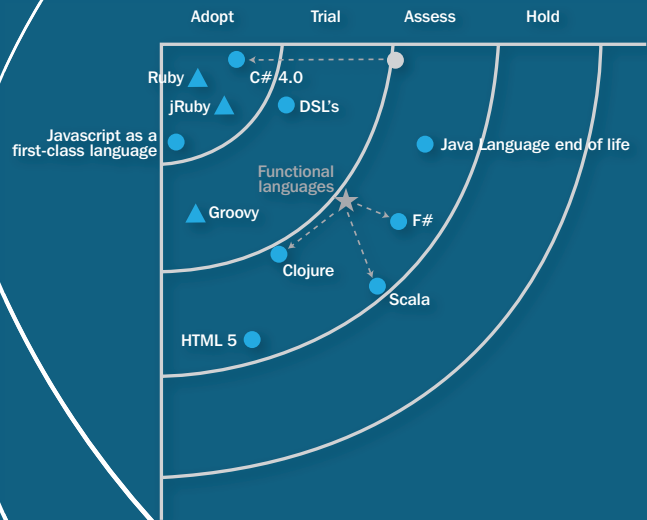 Adopt Trial Assess Hold
Ruby
C# 4.0
jRuby
DSL's
Javascript as a
first-class language
Java Language end of life
Functional
languages
Groovy
F#
Clojure
Scala
HTML 5